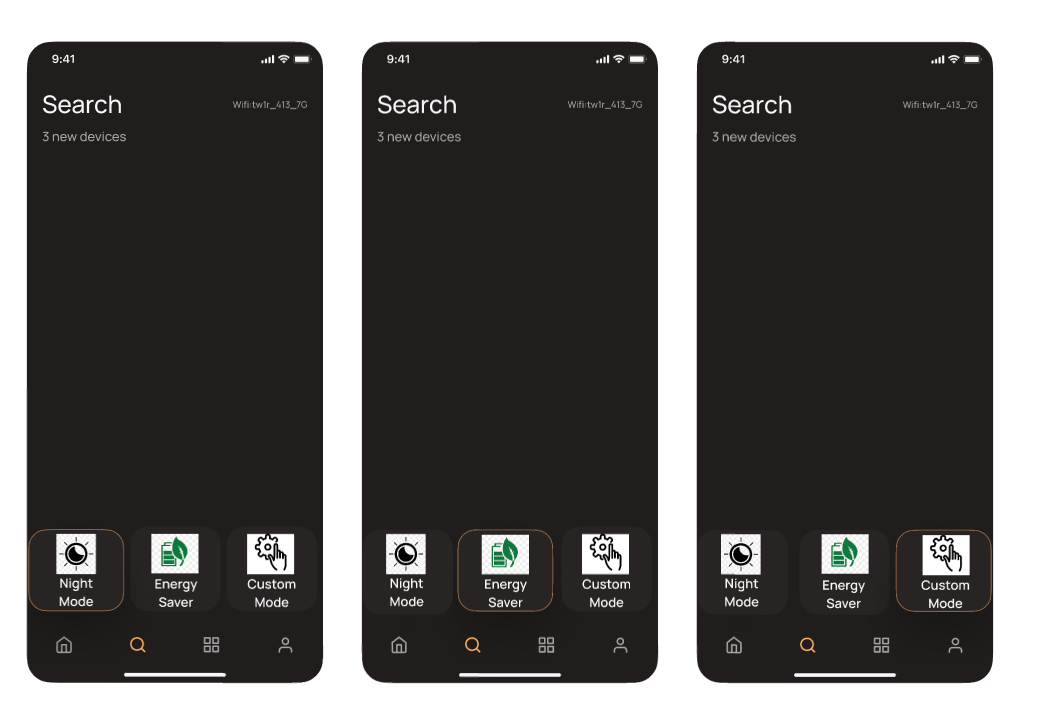 9:41
Search
Wifi:tw1r_413_7G
3 new devices
Night
Mode
Energy
Saver
Custom
Mode
9:41
Search
Wifi:tw1r_413_7G
3 new devices
Night
Mode
Energy
Saver
Custom
Mode
9:41
Search
Wifi:tw1r_413_7G
3 new devices
Night
Mode
Energy
Saver
Custom
Mode